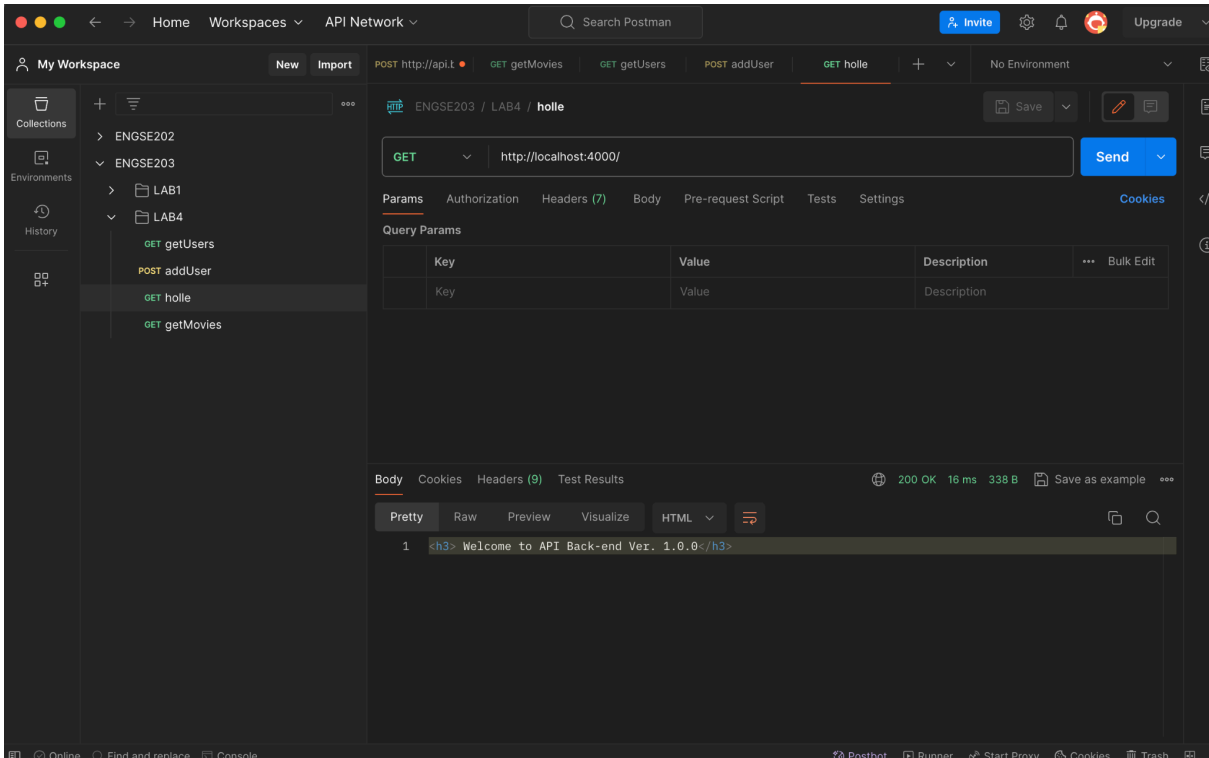 Home Workspaces API Network Search Postman Invite Upgrade
My Workspace New Import POST http://api.b GET getMovies GET getUsers POST addUser GET holle No Environment
Collections
Environments
History
ENGSE202
ENGSE203
LAB1
LAB4
GET getUsers
POST addUser
GET holle
GET getMovies
HTTP ENGSE203 / LAB4 / holle Save
GET http://localhost:4000/ Send
Params Authorization Headers (7) Body Pre-request Script Tests Settings Cookies
Query Params
Key Value Description Bulk Edit
Key Value Description
Body Cookies Headers (9) Test Results 200 OK 16 ms 338 B Save as example
Pretty Raw Preview Visualize HTML
1 <h3> Welcome to API Back-end Ver. 1.0.0</h3>
Online Find and replace Console Postbot Runner Start Proxy Cookies Trash